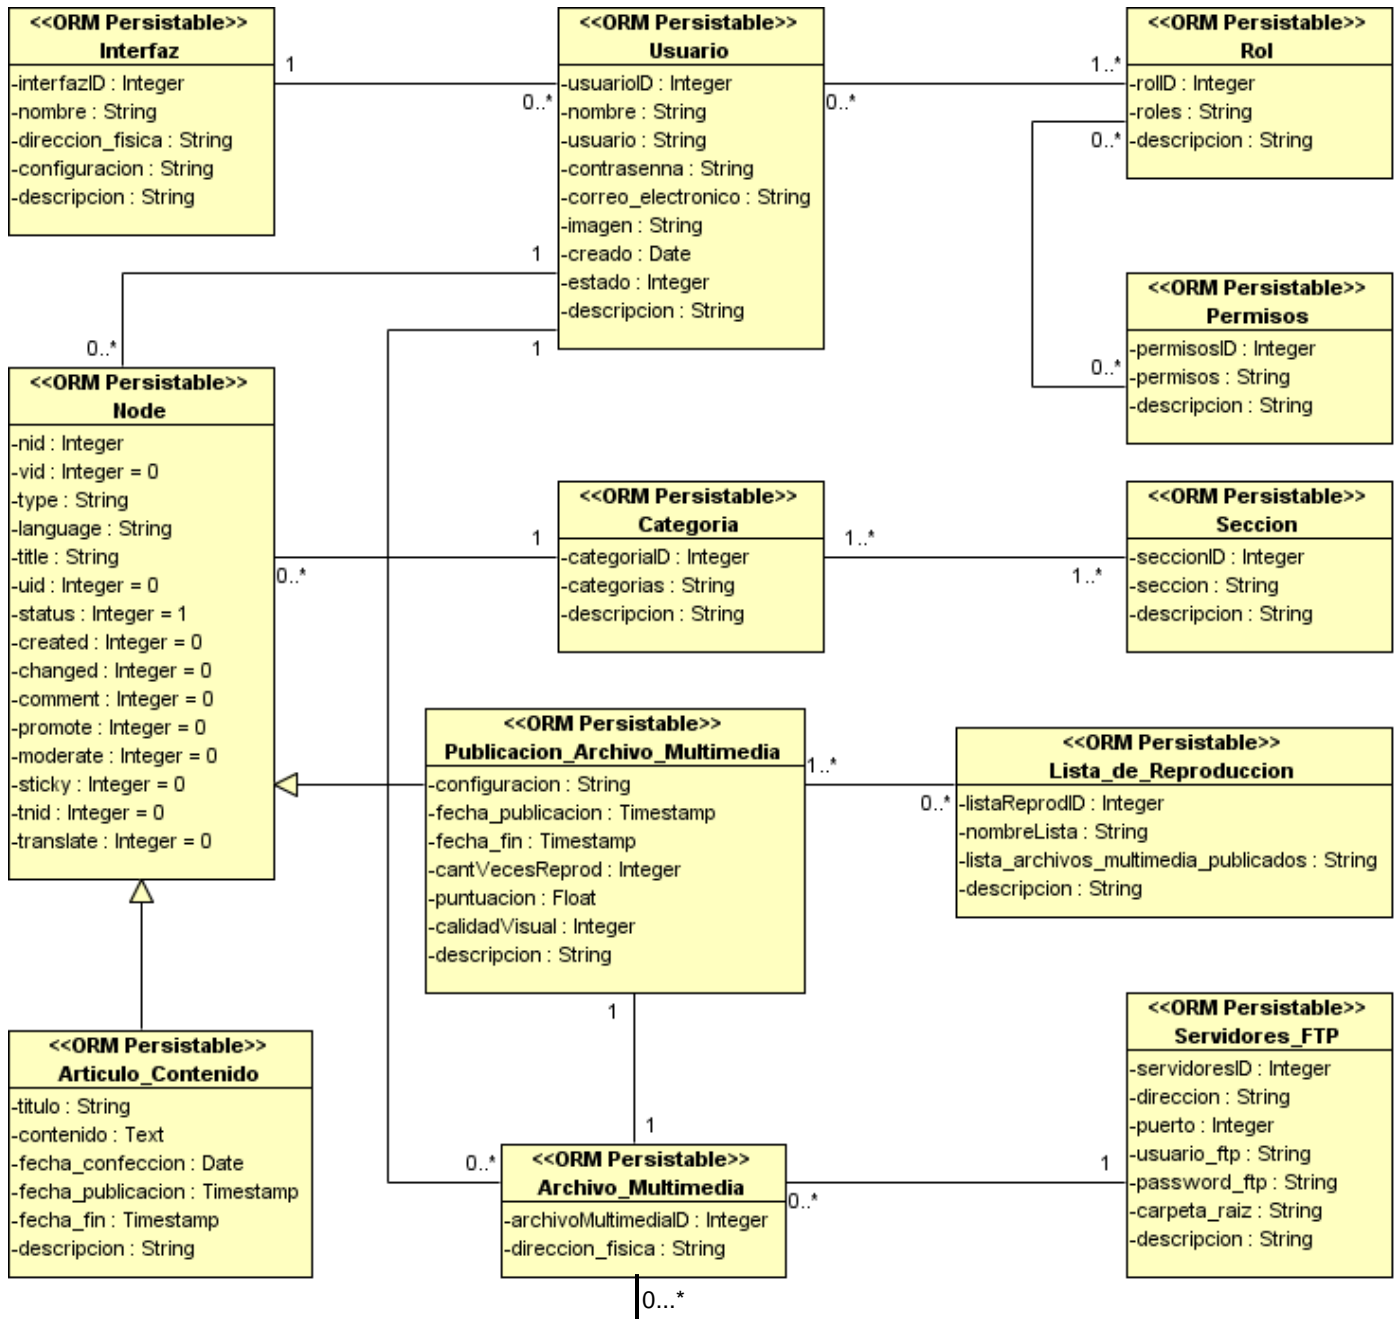 <<ORM Persistable>>
Interfaz
-interfazID : Integer
-nombre : String
-direccion_fisica : String
-configuracion : String
-descripcion : String
1
0..*
<<ORM Persistable>>
Usuario
-usuarioID : Integer
-nombre : String
-usuario : String
-contrasenna : String
-correo_electronico : String
-imagen : String
-creado : Date
-estado : Integer
-descripcion : String
0..*
1..*
<<ORM Persistable>>
Rol
-rolID : Integer
-roles : String
-descripcion : String
0..*
0..*
<<ORM Persistable>>
Permisos
-permisosID : Integer
-permisos : String
-descripcion : String
1
0..*
1
<<ORM Persistable>>
Node
-nid : Integer
-vid : Integer = 0
-type : String
-language : String
-title : String
-uid : Integer = 0
-status : Integer = 1
-created : Integer = 0
-changed : Integer = 0
-comment : Integer = 0
-promote : Integer = 0
-moderate : Integer = 0
-sticky : Integer = 0
-tnid : Integer = 0
-translate : Integer = 0
0..*
1
<<ORM Persistable>>
Categoria
-categoriaID : Integer
-categorias : String
-descripcion : String
1..*
1..*
<<ORM Persistable>>
Seccion
-seccionID : Integer
-seccion : String
-descripcion : String
<<ORM Persistable>>
Publicacion_Archivo_Multimedia
-configuracion : String
-fecha_publicacion : Timestamp
-fecha_fin : Timestamp
-cantVecesReprod : Integer
-puntuacion : Float
-calidadVisual : Integer
-descripcion : String
1..*
0..*
<<ORM Persistable>>
Lista_de_Reproduccion
-listaReprodID : Integer
-nombreLista : String
-lista_archivos_multimedia_publicados : String
-descripcion : String
<<ORM Persistable>>
Articulo_Contenido
-titulo : String
-contenido : Text
-fecha_confeccion : Date
-fecha_publicacion : Timestamp
-fecha_fin : Timestamp
-descripcion : String
1
1
0..*
<<ORM Persistable>>
Archivo_Multimedia
-archivoMultimediaID : Integer
-direccion_fisica : String
0..*
1
<<ORM Persistable>>
Servidores_FTP
-servidoresID : Integer
-direccion : String
-puerto : Integer
-usuario_ftp : String
-password_ftp : String
-carpeta_raiz : String
-descripcion : String
0...*